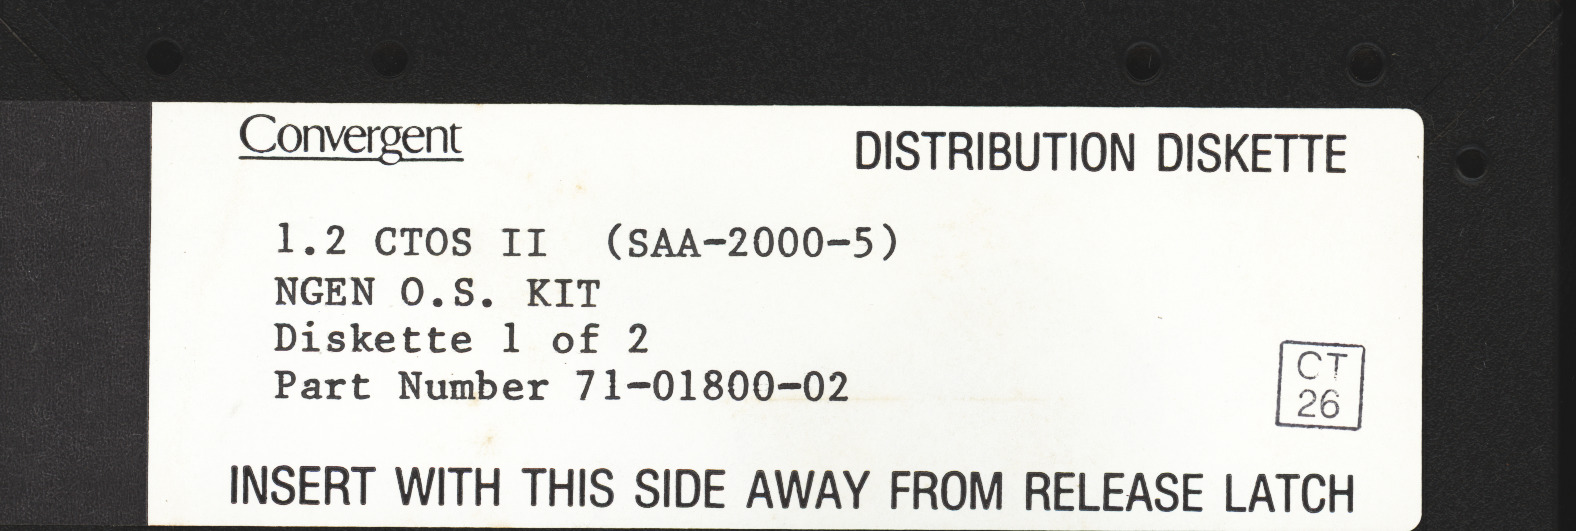 Convergent
DISTRIBUTION DISKETTE
1.2 CTOS II (SAA-2000-5)
NGEN O.S. KIT
Diskette 1 of 2
Part Number 71-01800-02
CT
26
INSERT WITH THIS SIDE AWAY FROM RELEASE LATCH